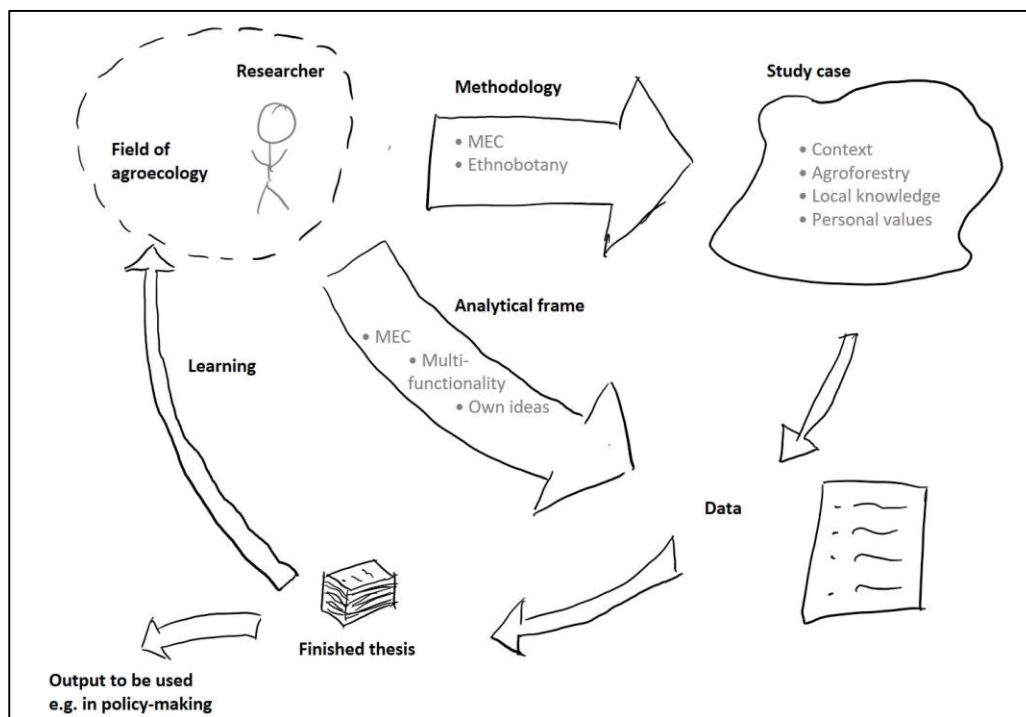 Researcher
Field of
agroecology
Methodology
• MEC
• Ethnobotany
Study case
• Context
• Agroforestry
• Local knowledge
• Personal values
Analytical frame
• MEC
• Multi-
functionality
• Own ideas
Learning
Data
Finished thesis
Output to be used
e.g. in policy-making